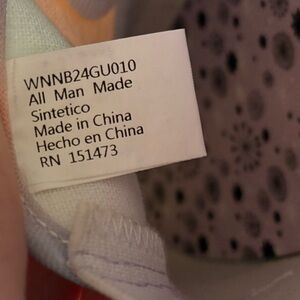 WNNB24GU010
All Man Made
Sintetico
Made in China
Hecho en China
RN 151473